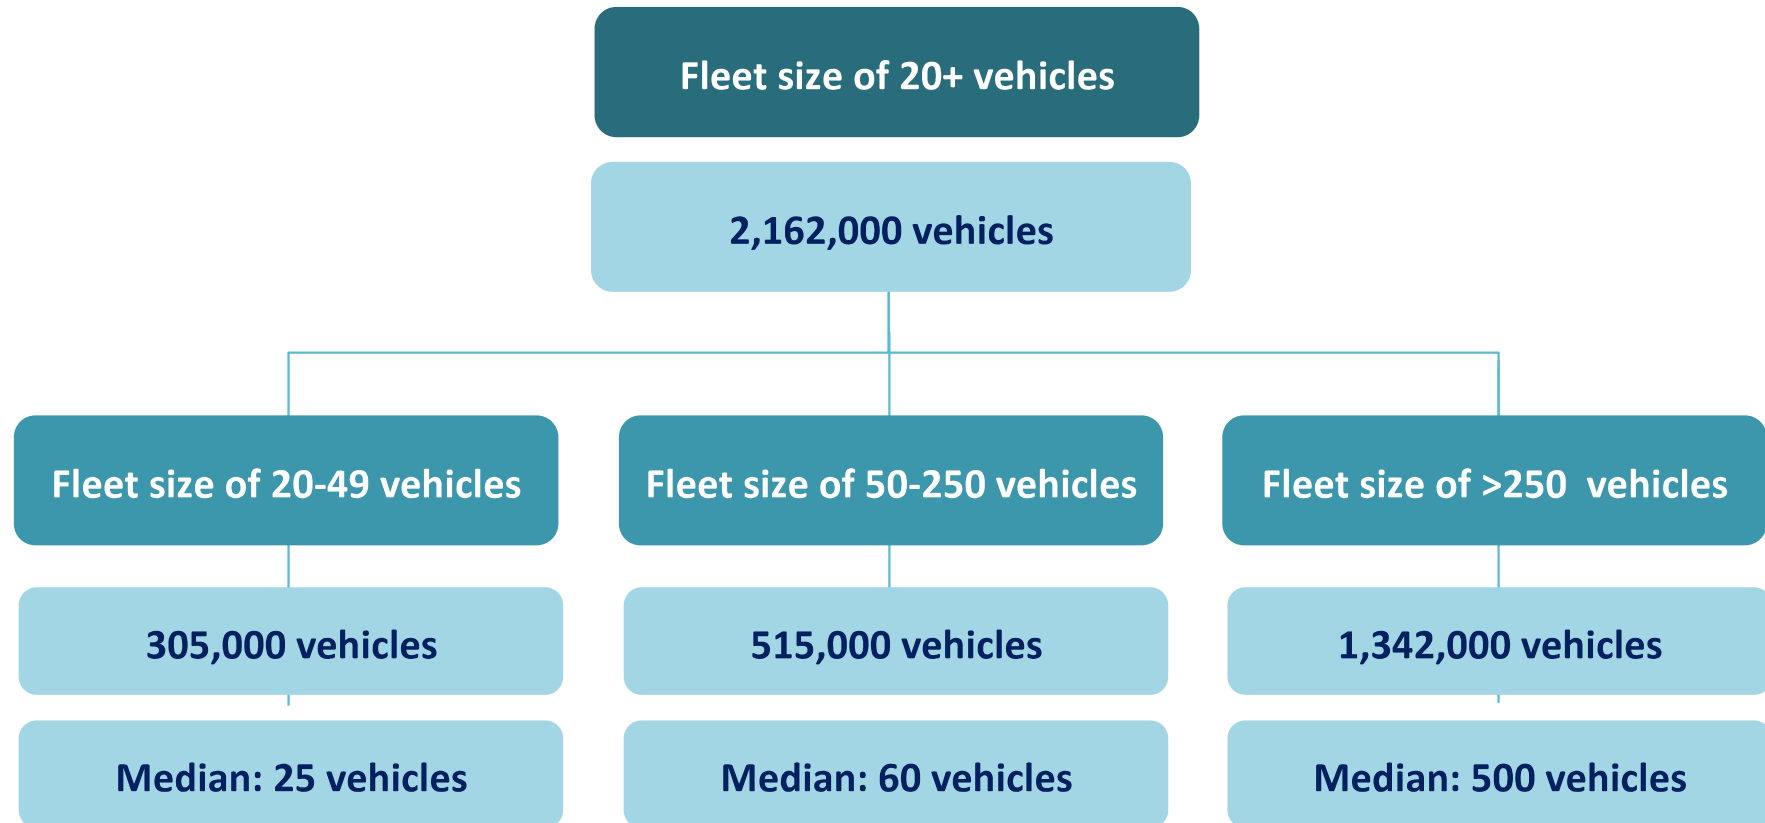 Fleet size of 20+ vehicles
2,162,000 vehicles
Fleet size of 20-49 vehicles
Fleet size of 50-250 vehicles
Fleet size of >250  vehicles
305,000 vehicles
515,000 vehicles
1,342,000 vehicles
Median: 25 vehicles
Median: 60 vehicles
Median: 500 vehicles